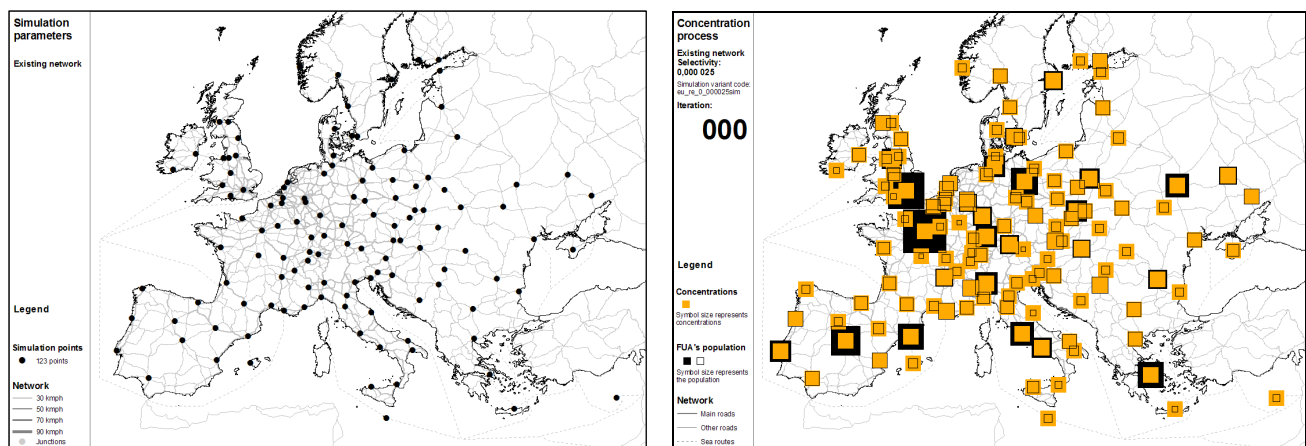 Simulation
parameters
Existing network
Legend
Simulation points
123 points
Network
30 kmph
50 kmph
70 kmph
90 kmph
Junctions
Concentration
process
Existing network
Selectivity:
0,000 025
Simulation variant code:
eu_re_0_000025sim
Iteration:
000
Legend
Concentrations
Symbol size represents
concentrations
FUA's population
Symbol size represents
the population
Network
Main roads
Other roads
Sea routes